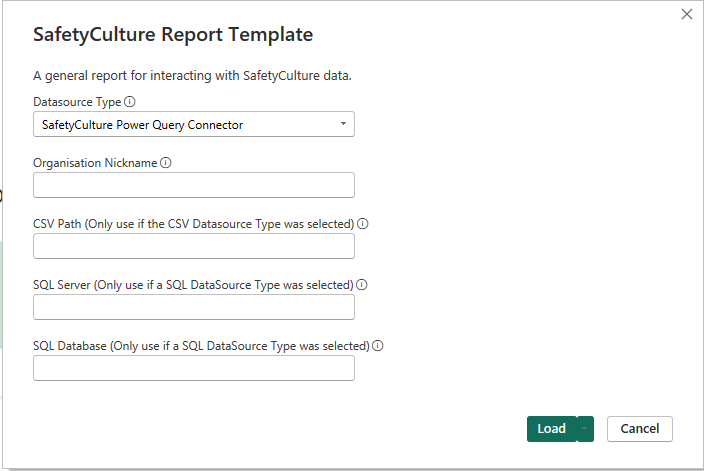 SafetyCulture Report Template
A general report for interacting with SafetyCulture data.
Datasource Type
SafetyCulture Power Query Connector
Organisation Nickname
CSV Path (Only use if the CSV Datasource Type was selected)
SQL Server (Only use if a SQL DataSource Type was selected)
SQL Database (Only use if a SQL DataSource Type was selected)
Load Cancel